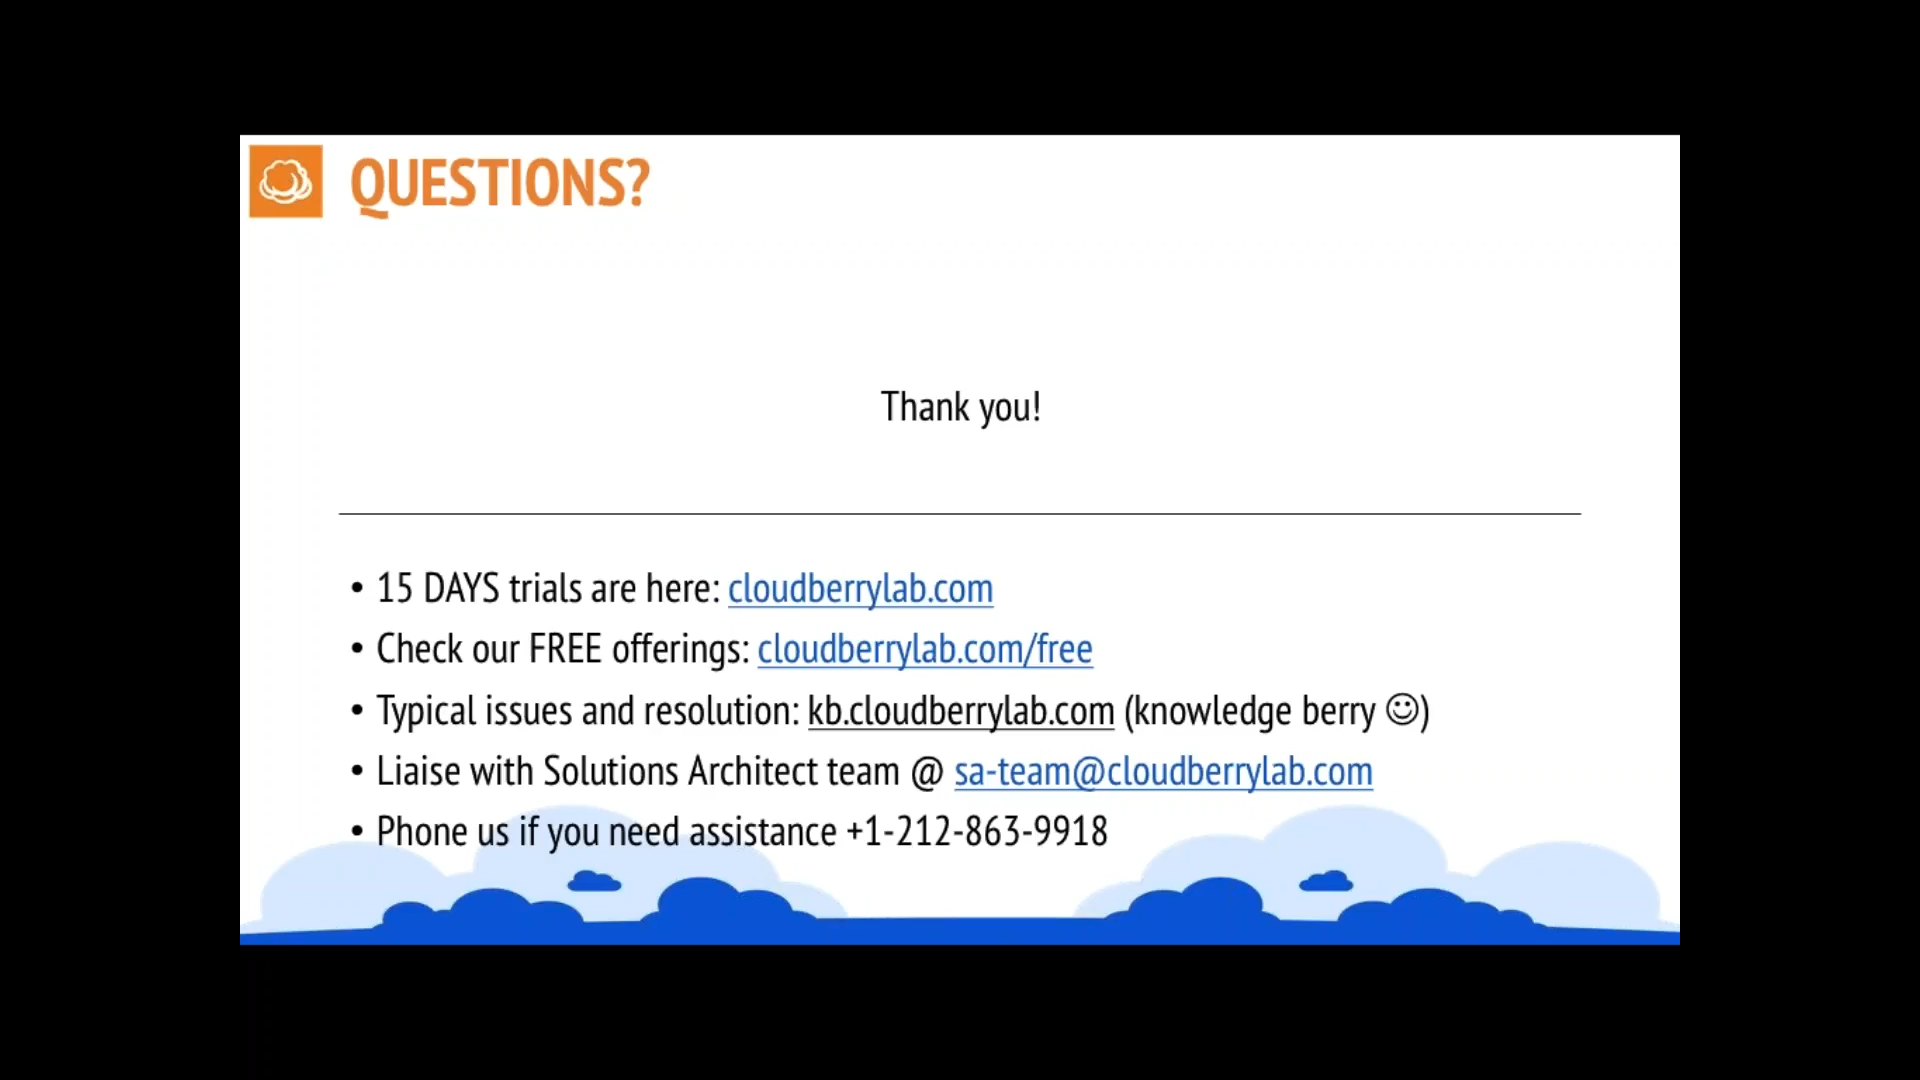 QUESTIONS?
Thank you!
• 15 DAYS trials are here: cloudberrylab.com
• Check our FREE offerings: cloudberrylab.com/free
• Typical issues and resolution: kb.cloudberrylab.com (knowledge berry ☺)
• Liaise with Solutions Architect team @ sa-team@cloudberrylab.com
• Phone us if you need assistance +1-212-863-9918